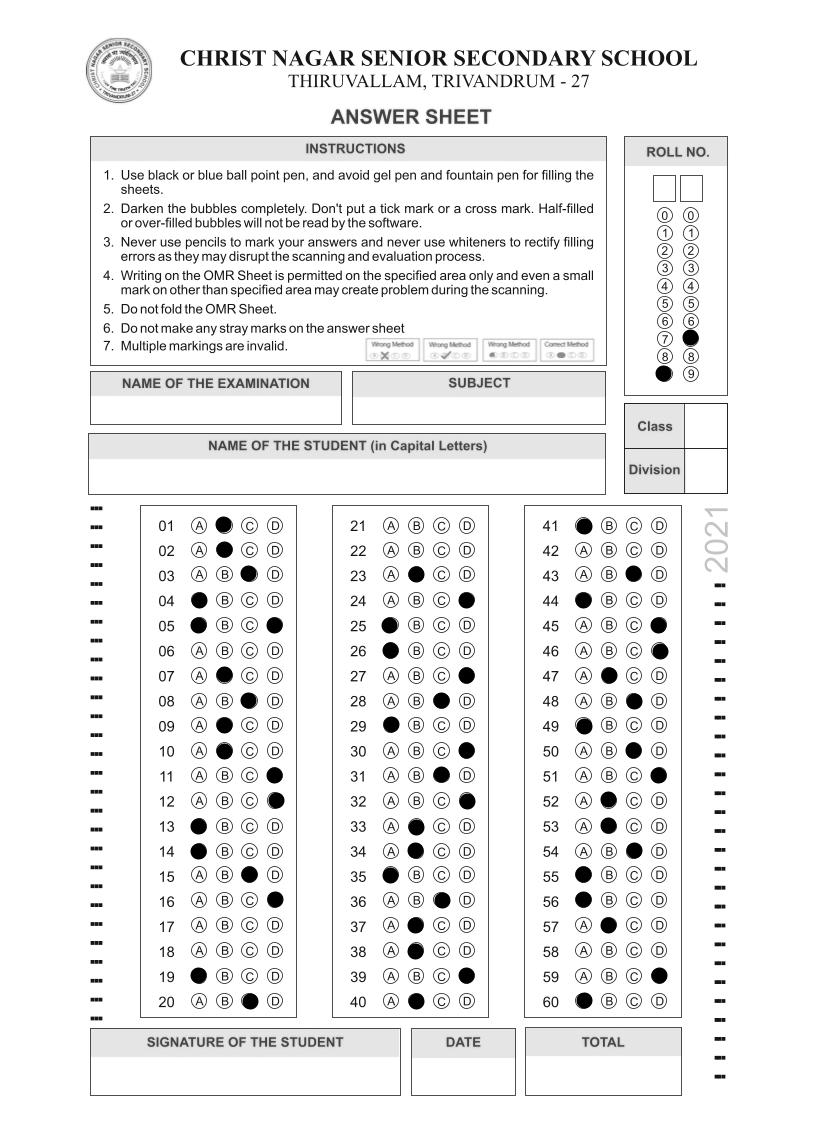 CHRIST NAGAR SENIOR SECONDARY SCHOOL
THIRUVALLAM, TRIVANDRUM - 27
ANSWER SHEET
INSTRUCTIONS
1. Use black or blue ball point pen, and avoid gel pen and fountain pen for filling the
sheets.
2. Darken the bubbles completely. Don't put a tick mark or a cross mark. Half-filled
or over-filled bubbles will not be read by the software.
3. Never use pencils to mark your answers and never use whiteners to rectify filling
errors as they may disrupt the scanning and evaluation process.
4. Writing on the OMR Sheet is permitted on the specified area only and even a small
mark on other than specified area may create problem during the scanning.
5. Do not fold the OMR Sheet.
6. Do not make any stray marks on the answer sheet
7. Multiple markings are invalid.
Wrong Method Wrong Method Wrong Method Correct Method
ROLL NO.
0 0
1 1
2 2
3 3
4 4
5 5
6 6
7
8 8
9
NAME OF THE EXAMINATION
SUBJECT
Class
NAME OF THE STUDENT (in Capital Letters)
Division
2021
01 A C D
02 A C D
03 A B D
04 B C D
05 B C
06 A B C D
07 A C D
08 A B D
09 A C D
10 A C D
11 A B C
12 A B C
13 B C D
14 B C D
15 A B D
16 A B C
17 A B C D
18 A B C D
19 B C D
20 A B D
21 A B C D
22 A B C D
23 A C D
24 A B C
25 B C D
26 B C D
27 A B C
28 A B D
29 B C D
30 A B C
31 A B D
32 A B C
33 A C D
34 A C D
35 B C D
36 A B D
37 A C D
38 A C D
39 A B C
40 A C D
41 B C D
42 A B C D
43 A B D
44 B C D
45 A B C
46 A B C
47 A C D
48 A B D
49 B C D
50 A B D
51 A B C
52 A C D
53 A C D
54 A B D
55 B C D
56 B C D
57 A C D
58 A B C D
59 A B C
60 B C D
SIGNATURE OF THE STUDENT
DATE
TOTAL